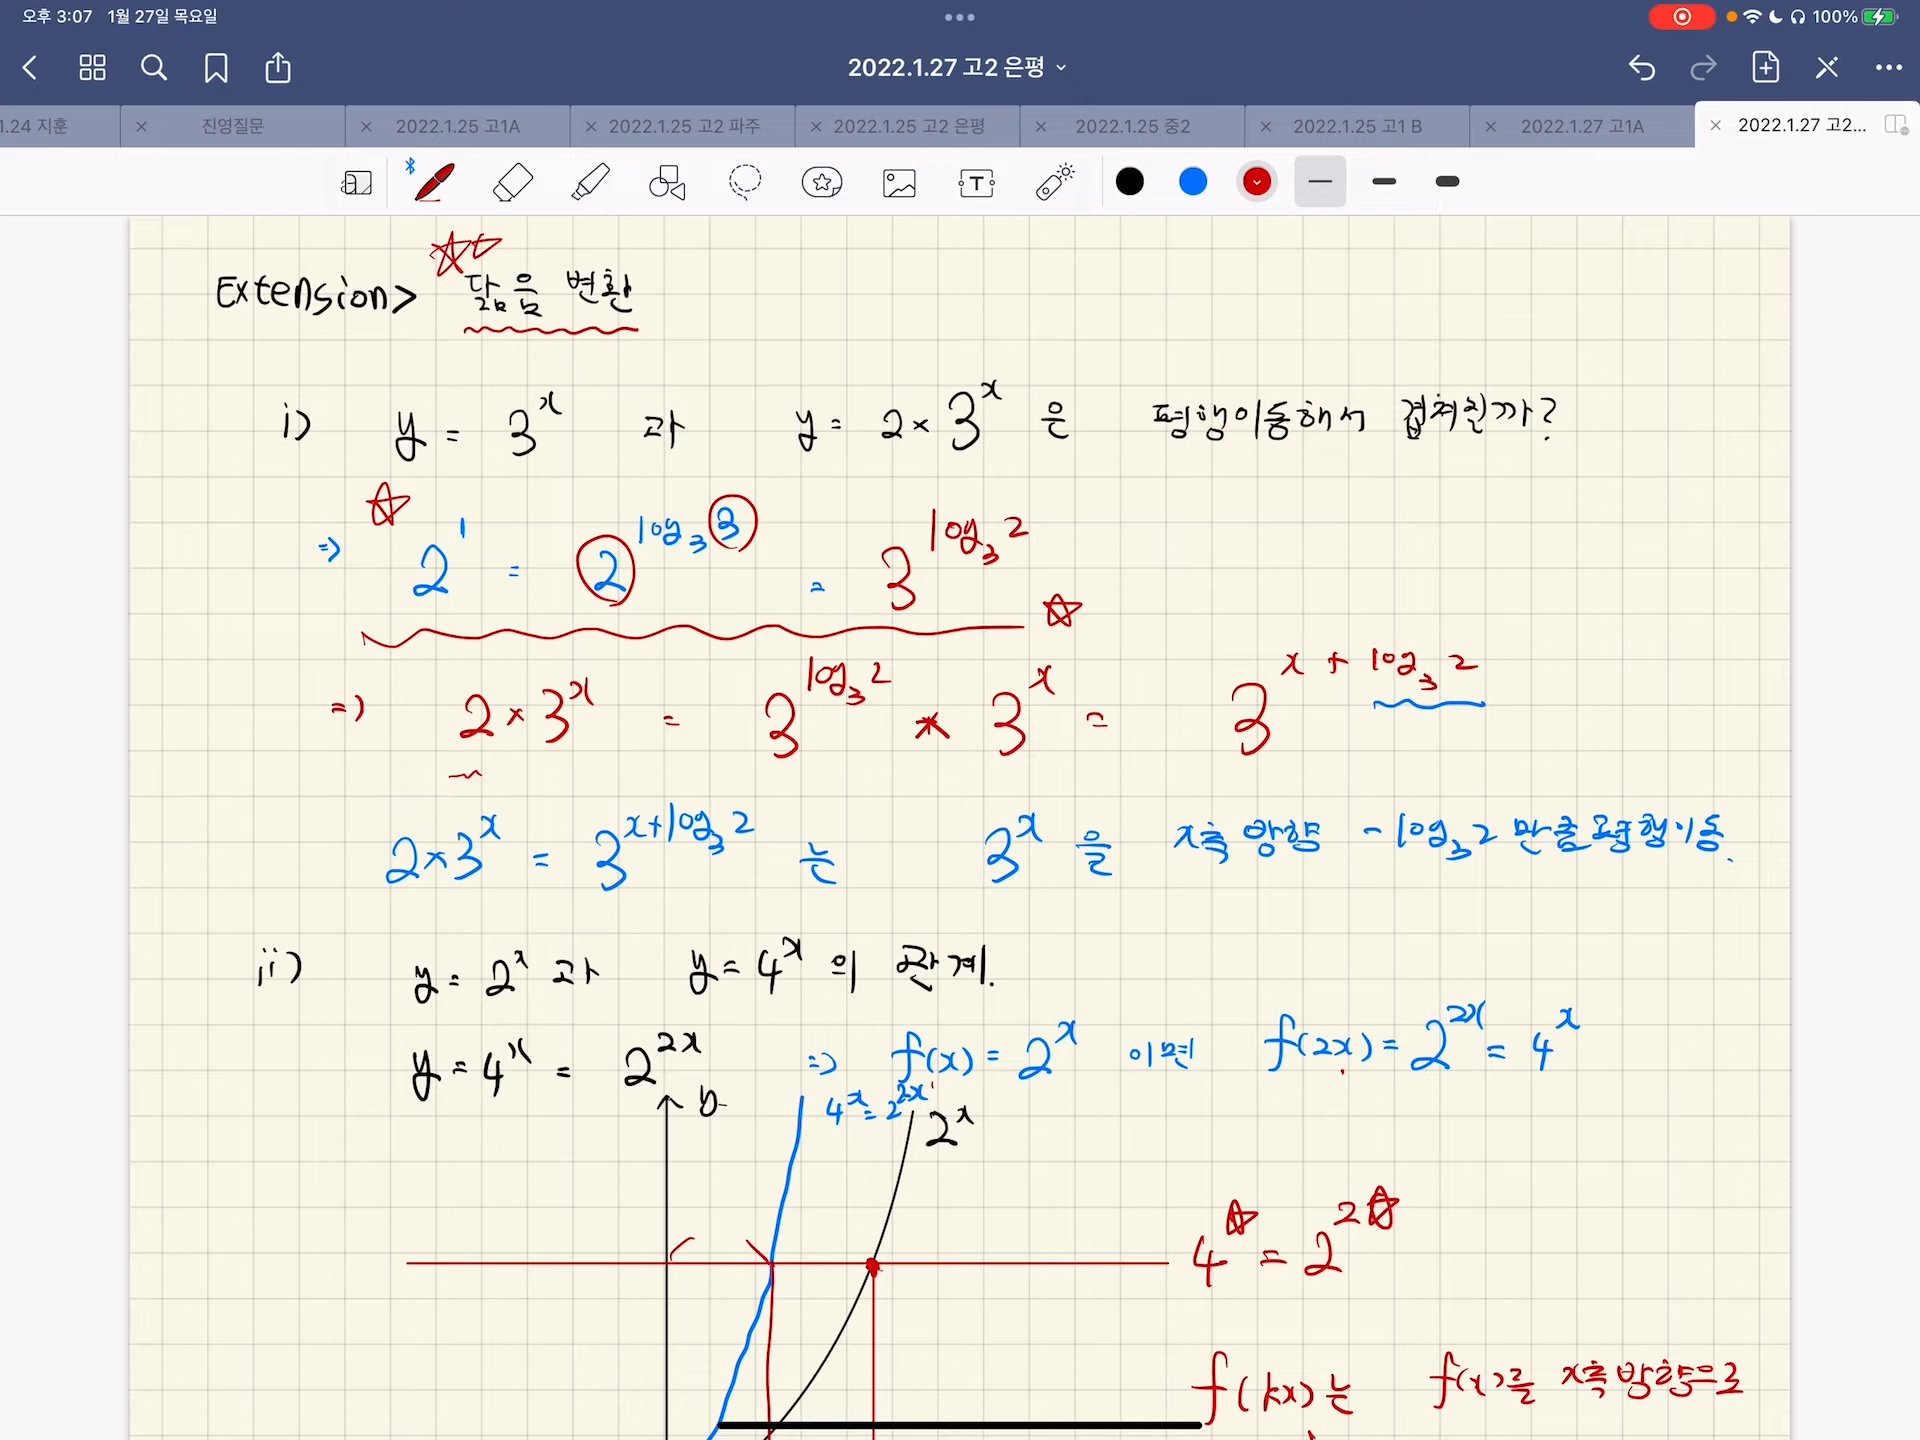 오후 3:07 1월 27일 목요일 100%
2022.1.27 고2 은평
1.24 지훈 진영질문 2022.1.25 고1A 2022.1.25 고2 파주 2022.1.25 고2 은평 2022.1.25 중2 2022.1.25 고1 B 2022.1.27 고1A 2022.1.27 고2...
Extension> 닮음 변환
i) y = 3^x 과 y = 2 × 3^x 은 평행이동해서 겹쳐질까?
⇒ 2^1 = 2^{log_3 3} = 3^{log_3 2}
⇒ 2 × 3^x = 3^{log_3 2} × 3^x = 3^{x + log_3 2}
2×3^x = 3^{x+log_3 2} 는 3^x 을 x축 방향 -log_3 2 만큼 평행이동.
ii) y = 2^x 과 y = 4^x 의 관계.
y = 4^x = 2^{2x} ⇒ f(x) = 2^x 이면 f(2x) = 2^{2x} = 4^x
4^x = 2^{2x} 2^x
4^☆ = 2^{2☆}
f(kx)는 f(x)를 x축 방향으로